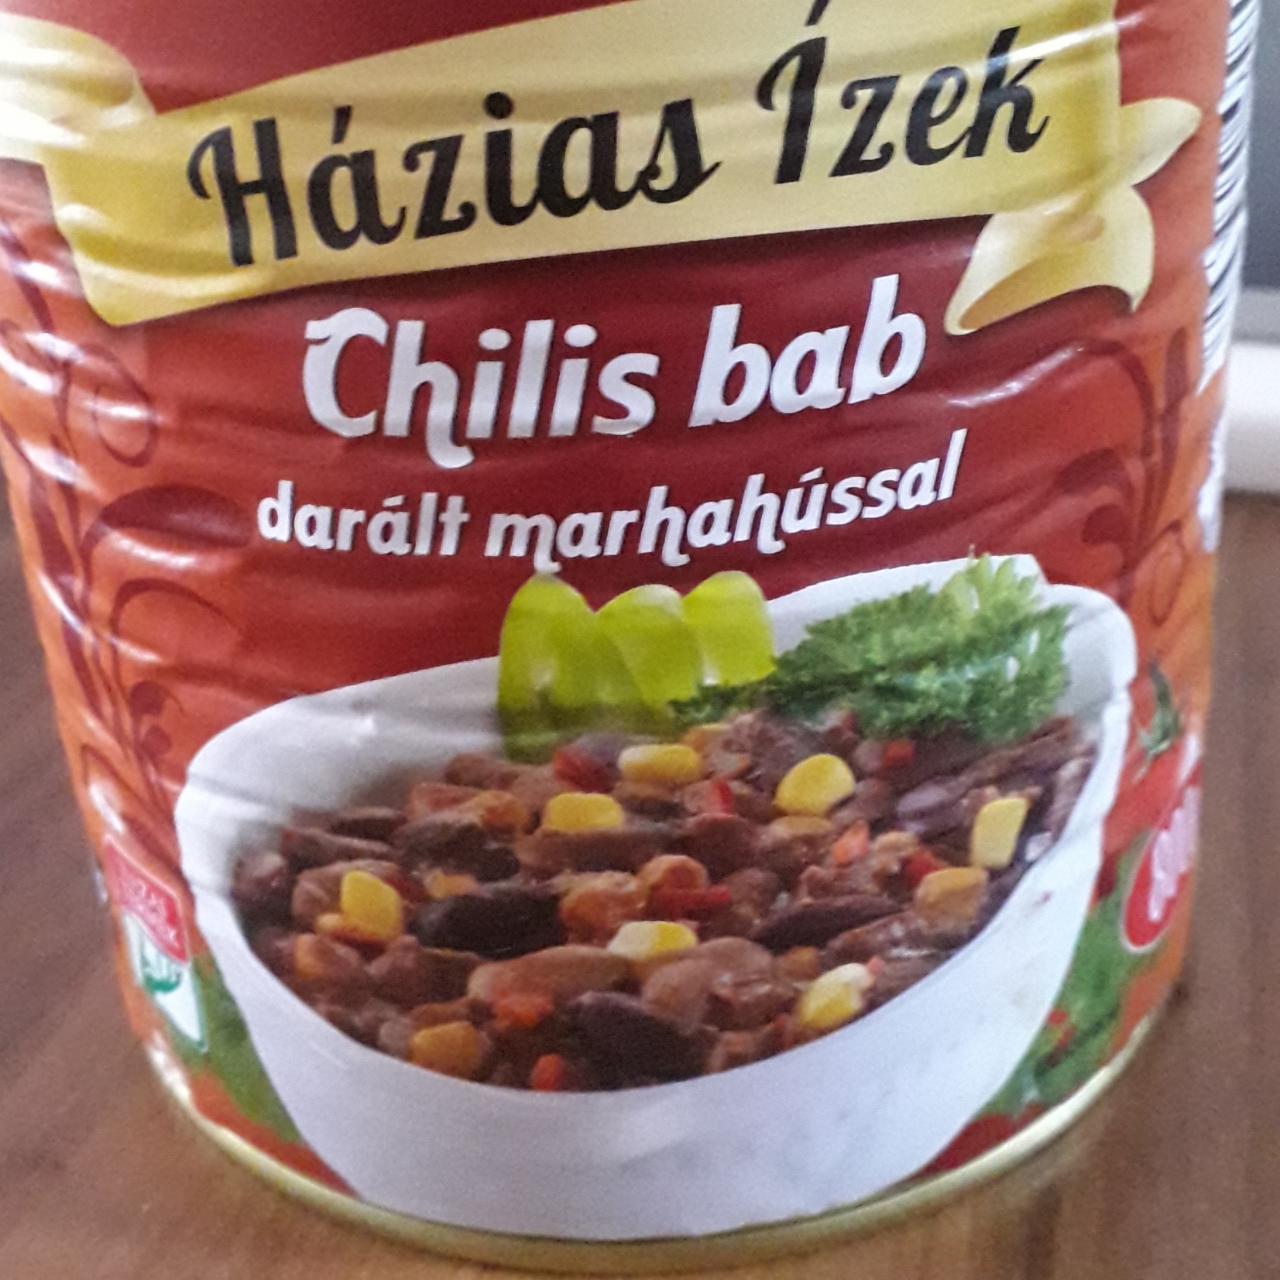 Házias Ízek
Chilis bab
darált marhahússal